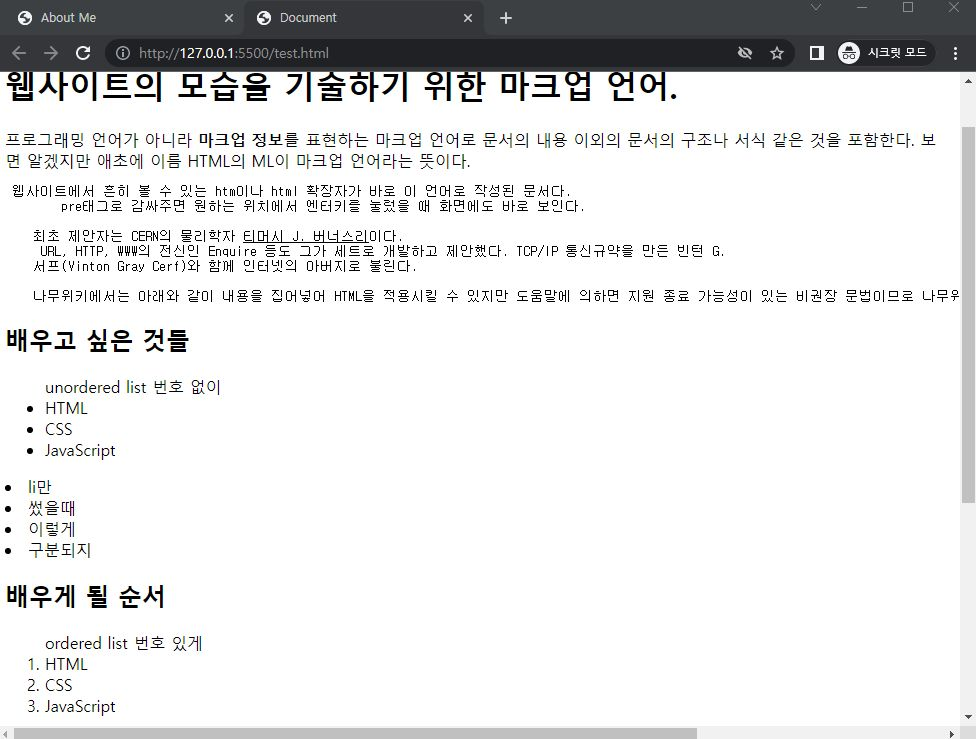 About Me
Document
http://127.0.0.1:5500/test.html
시크릿 모드
웹사이트의 모습을 기술하기 위한 마크업 언어.
프로그래밍 언어가 아니라 마크업 정보를 표현하는 마크업 언어로 문서의 내용 이외의 문서의 구조나 서식 같은 것을 포함한다. 보
면 알겠지만 애초에 이름 HTML의 ML이 마크업 언어라는 뜻이다.
웹사이트에서 흔히 볼 수 있는 htm이나 html 확장자가 바로 이 언어로 작성된 문서다.
pre태그로 감싸주면 원하는 위치에서 엔터키를 눌렀을 때 화면에도 바로 보인다.
최초 제안자는 CERN의 물리학자 티머시 J. 버너스리이다.
URL, HTTP, WWW의 전신인 Enquire 등도 그가 세트로 개발하고 제안했다. TCP/IP 통신규약을 만든 빈턴 G.
서프(Vinton Gray Cerf)와 함께 인터넷의 아버지로 불린다.
나무위키에서는 아래와 같이 내용을 집어넣어 HTML을 적용시킬 수 있지만 도움말에 의하면 지원 종료 가능성이 있는 비권장 문법이므로 나무위
배우고 싶은 것들
unordered list 번호 없이
• HTML
• CSS
• JavaScript
• li만
• 썼을때
• 이렇게
• 구분되지
배우게 될 순서
ordered list 번호 있게
1. HTML
2. CSS
3. JavaScript